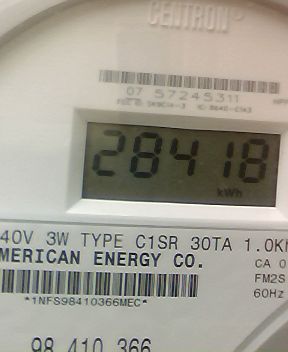 CENTRON
07 57245311
28418
kWh
40V 3W TYPE C1SR 30TA 1.0K
MERICAN ENERGY CO.
CA 0
FM2S
*1NFS98410366MEC*
60Hz
98 410 366